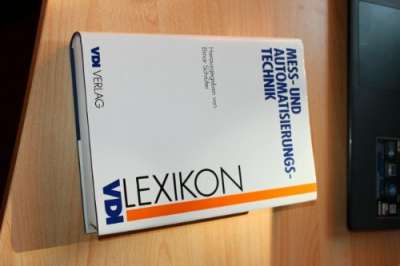 MESS- UND
AUTOMATISIERUNGS-
TECHNIK
Herausgegeben von
Elmar Schrüfer
VDI VERLAG
VDI LEXIKON